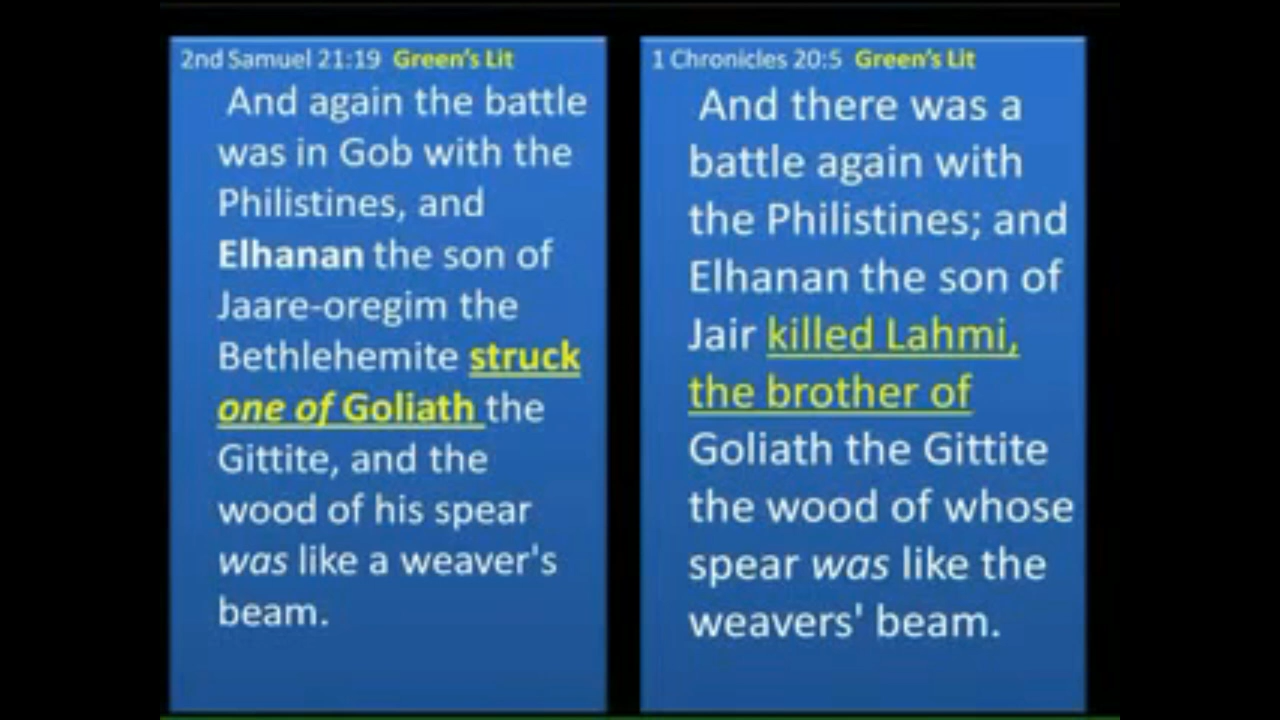 2nd Samuel 21:19 Green's Lit
And again the battle
was in Gob with the
Philistines, and
Elhanan the son of
Jaare-oregim the
Bethlehemite struck
one of Goliath the
Gittite, and the
wood of his spear
was like a weaver's
beam.
1 Chronicles 20:5 Green's Lit
And there was a
battle again with
the Philistines; and
Elhanan the son of
Jair killed Lahmi,
the brother of
Goliath the Gittite
the wood of whose
spear was like the
weavers' beam.